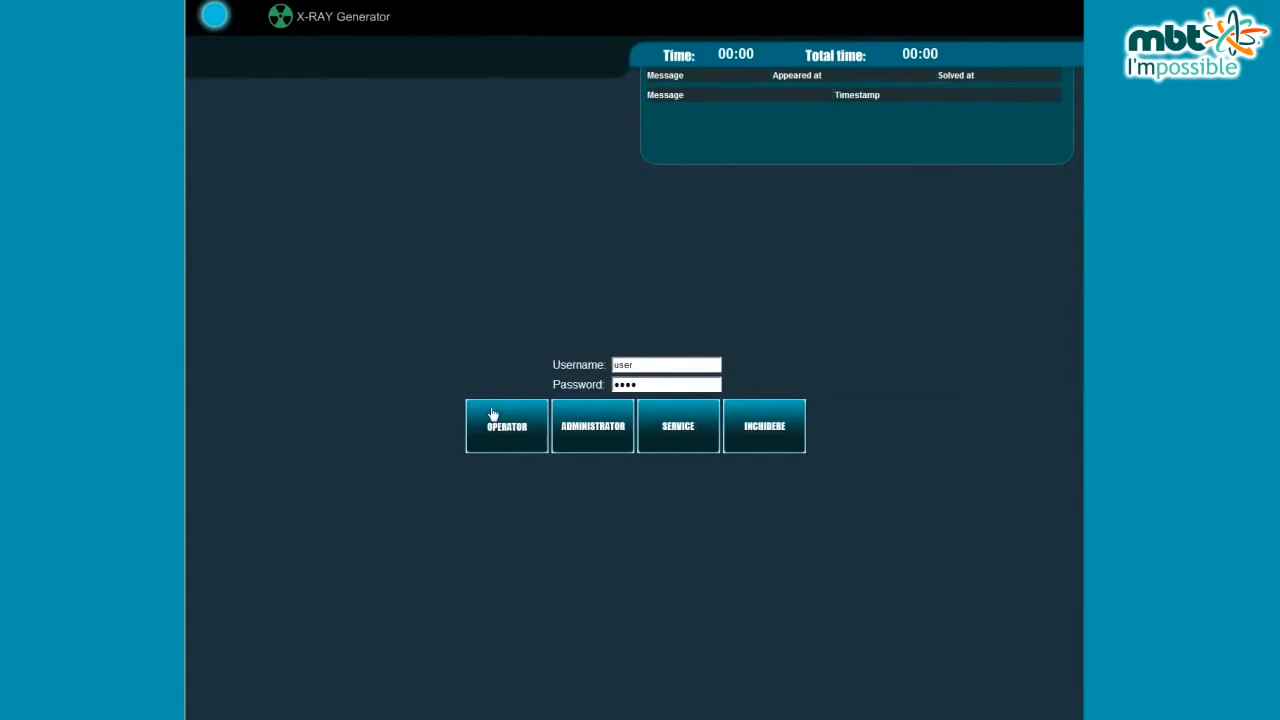 X-RAY Generator
mbt
I'mpossible
Time: 00:00 Total time: 00:00
Message Appeared at Solved at
Message Timestamp
Username: user
Password: ••••
OPERATOR ADMINISTRATOR SERVICE INCHIDERE